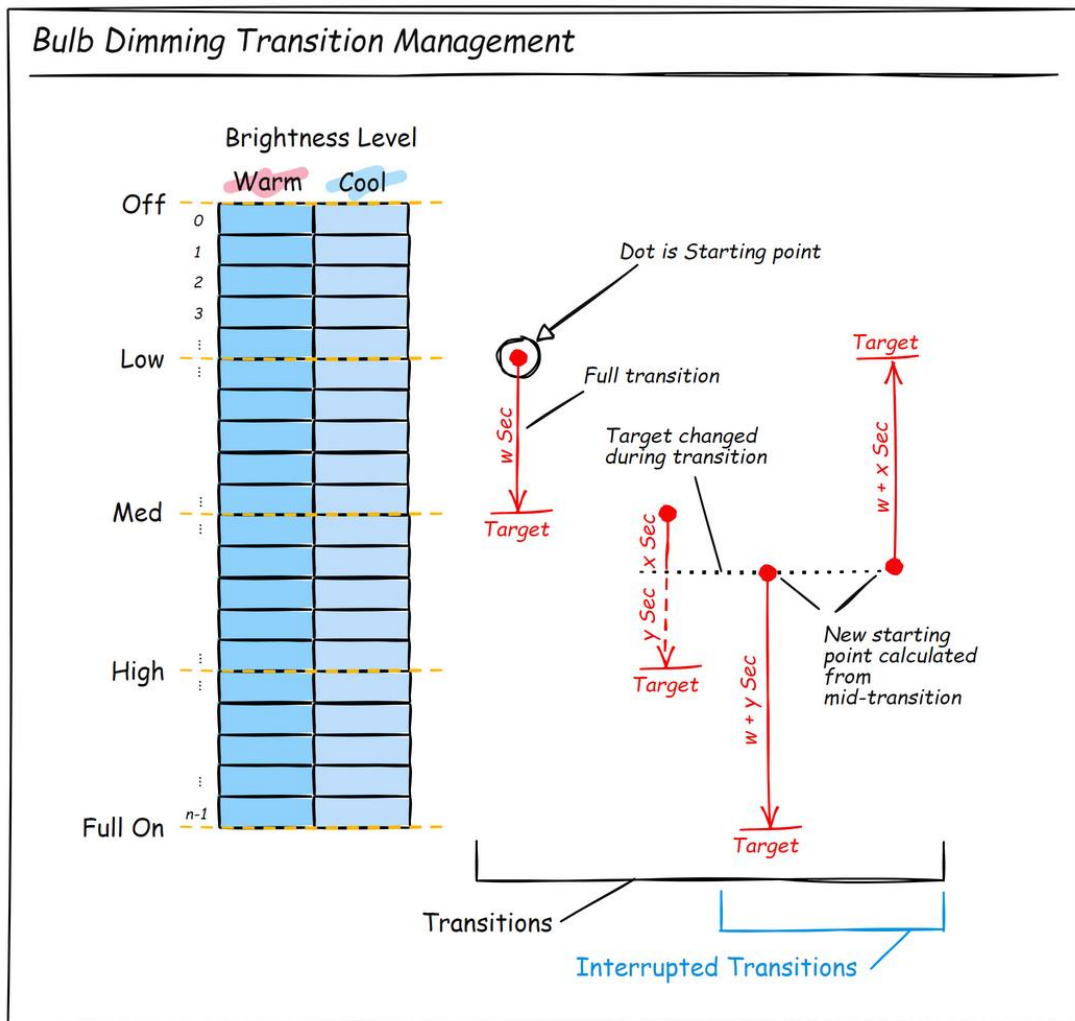 Bulb Dimming Transition Management
Brightness Level
Warm
Cool
Off
0
1
2
3
⋮
Low
⋮
⋮
Med
⋮
⋮
High
⋮
⋮
n-1
Full On
Dot is Starting point
Full transition
w Sec
Target
Target changed
during transition
x Sec
y Sec
Target
w + y Sec
Target
Target
w + x Sec
New starting
point calculated
from
mid-transition
Transitions
Interrupted Transitions